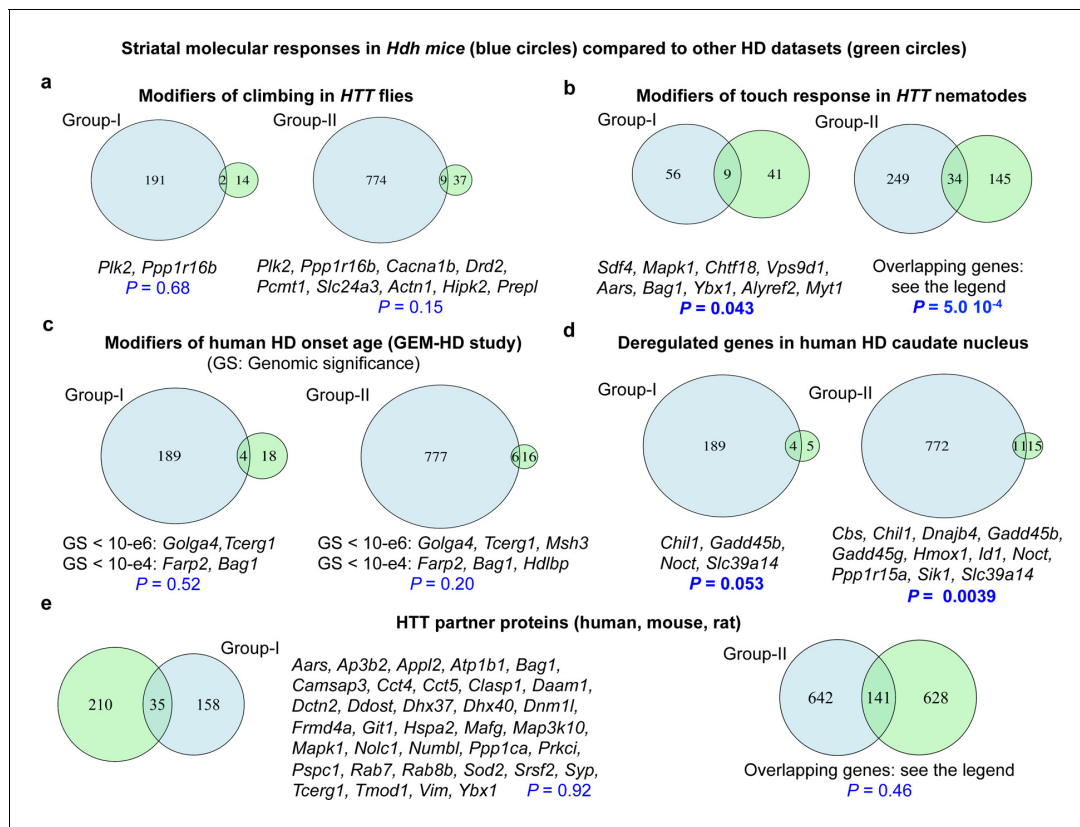 Striatal molecular responses in Hdh mice (blue circles) compared to other HD datasets (green circles)
a
Modifiers of climbing in HTT flies
Group-I
191
2
14
Plk2, Ppp1r16b
P = 0.68
Group-II
774
9
37
Plk2, Ppp1r16b, Cacna1b, Drd2,
Pcmt1, Slc24a3, Actn1, Hipk2, Prepl
P = 0.15
b
Modifiers of touch response in HTT nematodes
Group-I
56
9
41
Sdf4, Mapk1, Chtf18, Vps9d1,
Aars, Bag1, Ybx1, Alyref2, Myt1
P = 0.043
Group-II
249
34
145
Overlapping genes:
see the legend
P = 5.0 10-4
c
Modifiers of human HD onset age (GEM-HD study)
(GS: Genomic significance)
Group-I
189
4
18
GS < 10-e6: Golga4,Tcerg1
GS < 10-e4: Farp2, Bag1
P = 0.52
Group-II
777
6
16
GS < 10-e6: Golga4, Tcerg1, Msh3
GS < 10-e4: Farp2, Bag1, Hdlbp
P = 0.20
d
Deregulated genes in human HD caudate nucleus
Group-I
189
4
5
Chil1, Gadd45b,
Noct, Slc39a14
P = 0.053
Group-II
772
11
15
Cbs, Chil1, Dnajb4, Gadd45b,
Gadd45g, Hmox1, Id1, Noct,
Ppp1r15a, Sik1, Slc39a14
P = 0.0039
e
HTT partner proteins (human, mouse, rat)
Group-I
210
35
158
Aars, Ap3b2, Appl2, Atp1b1, Bag1,
Camsap3, Cct4, Cct5, Clasp1, Daam1,
Dctn2, Ddost, Dhx37, Dhx40, Dnm1l,
Frmd4a, Git1, Hspa2, Mafg, Map3k10,
Mapk1, Nolc1, Numbl, Ppp1ca, Prkci,
Pspc1, Rab7, Rab8b, Sod2, Srsf2, Syp,
Tcerg1, Tmod1, Vim, Ybx1 P = 0.92
Group-II
642
141
628
Overlapping genes: see the legend
P = 0.46